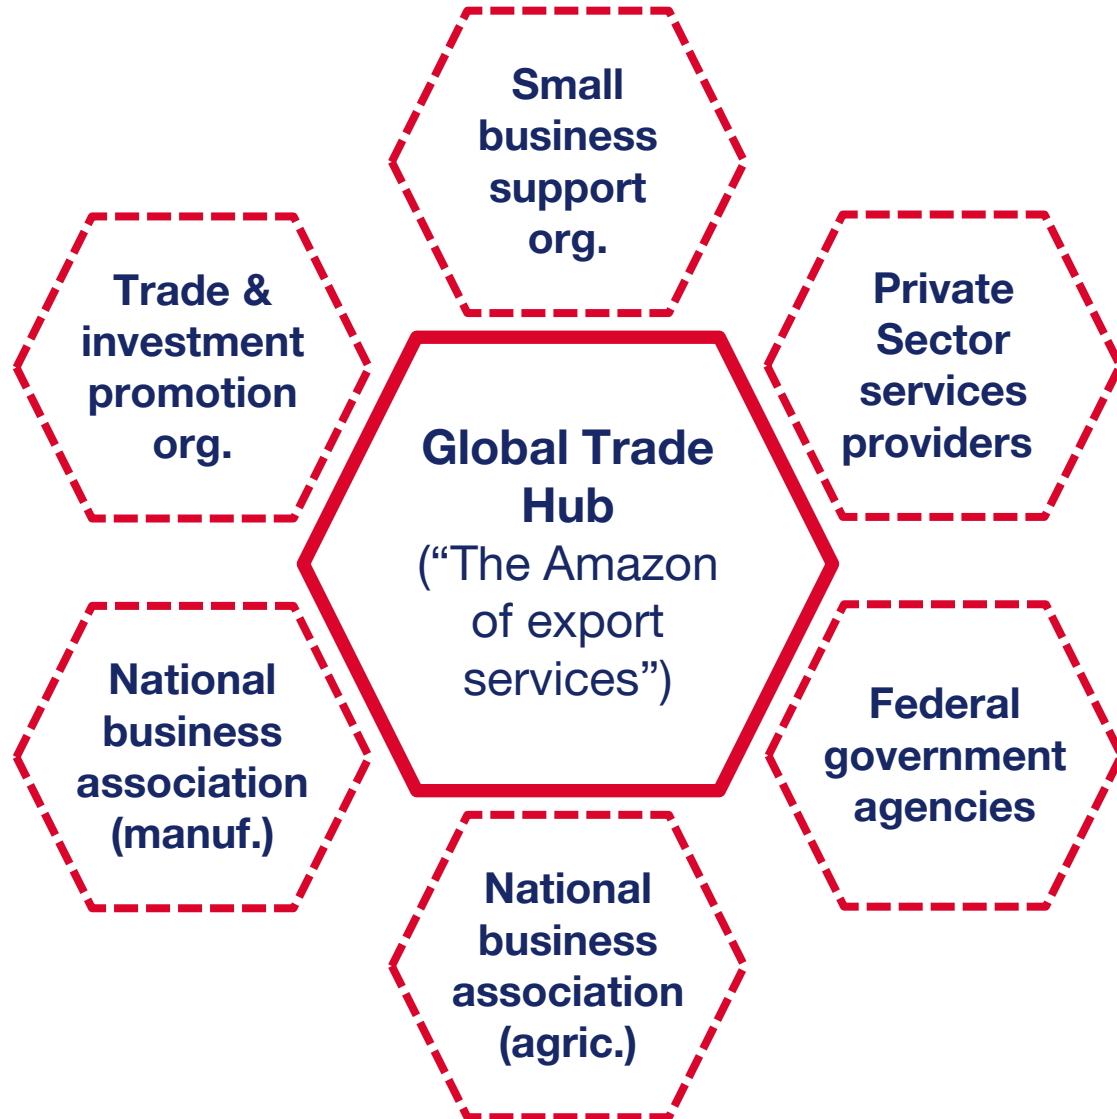 Small
business
support
org.
Trade &
investment
promotion
org.
Private
Sector
services
providers
Global Trade
Hub
(“The Amazon
of export
services”)
National
business
association
(manuf.)
Federal
government
agencies
National
business
association
(agric.)